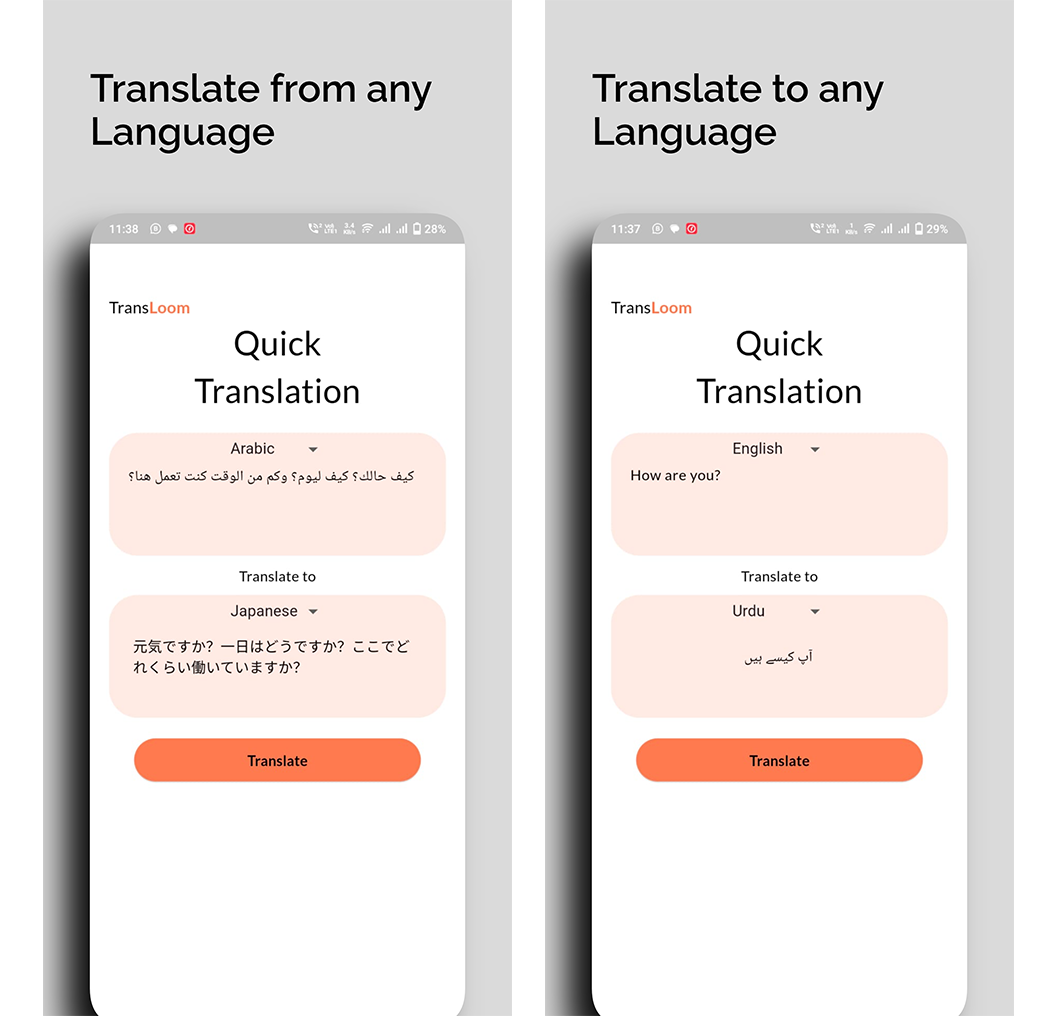 Translate from any
Language
11:38
28%
TransLoom
Quick
Translation
Arabic
كيف حالك؟ كيف ليوم؟ وكم من الوقت كنت تعمل هنا؟
Translate to
Japanese
元気ですか? 一日はどうですか? ここでど
れくらい働いていますか?
Translate
Translate to any
Language
11:37
29%
TransLoom
Quick
Translation
English
How are you?
Translate to
Urdu
آپ کیسے ہیں
Translate